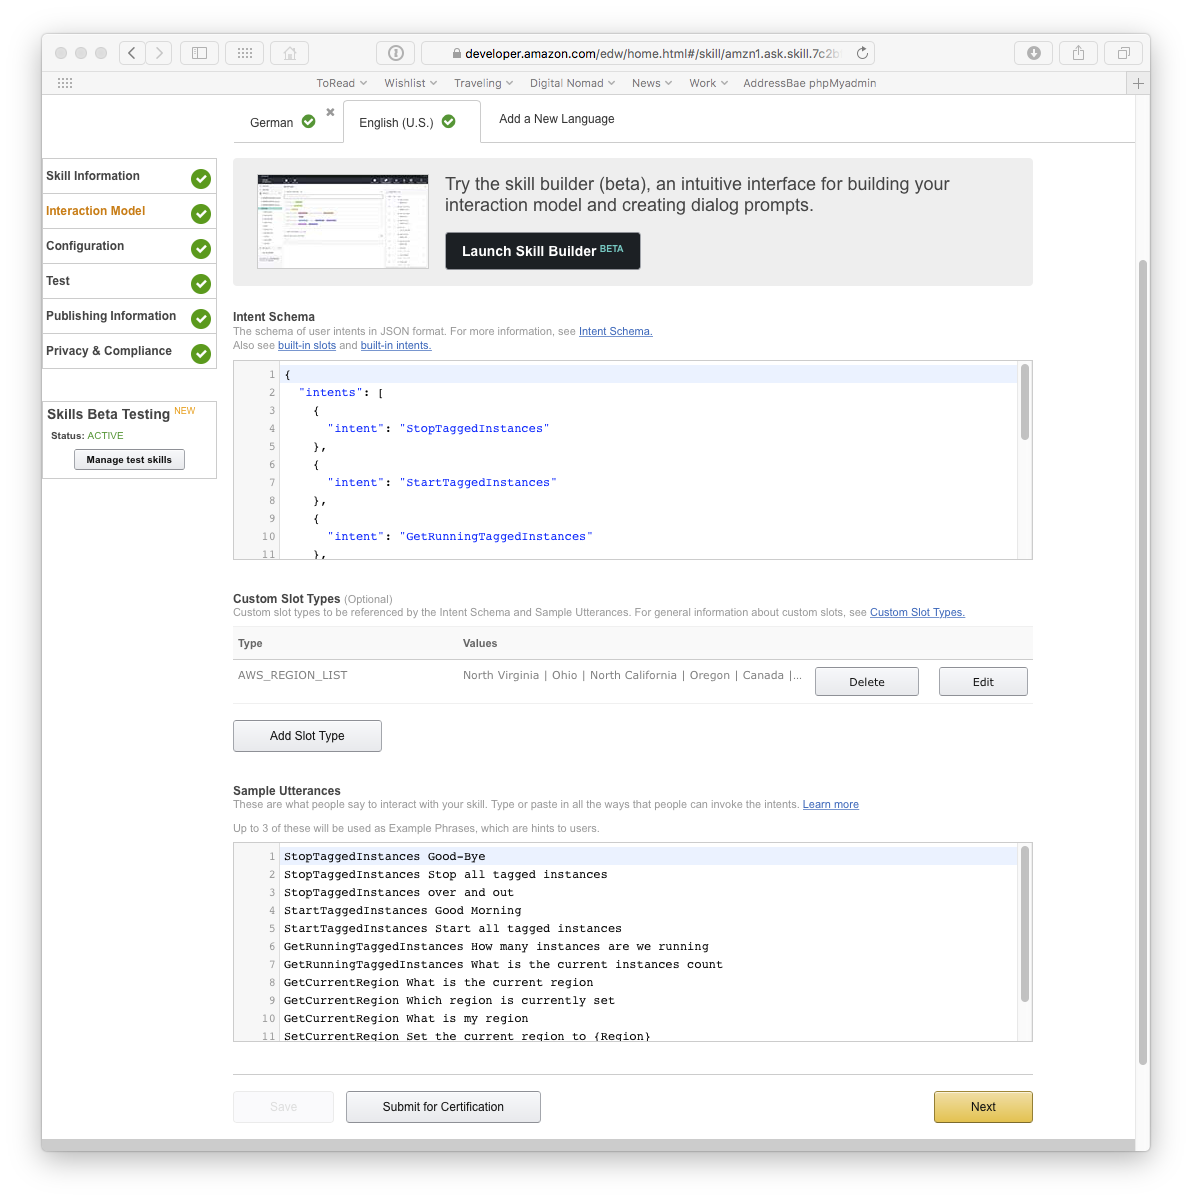 developer.amazon.com/edw/home.html#/skill/amzn1.ask.skill.7c2b
ToRead Wishlist Traveling Digital Nomad News Work AddressBae phpMyadmin
German English (U.S.) Add a New Language
Skill Information
Interaction Model
Configuration
Test
Publishing Information
Privacy & Compliance
Skills Beta Testing NEW
Status: ACTIVE
Manage test skills
Try the skill builder (beta), an intuitive interface for building your
interaction model and creating dialog prompts.
Launch Skill Builder BETA
Intent Schema
The schema of user intents in JSON format. For more information, see Intent Schema.
Also see built-in slots and built-in intents.
1 {
2 "intents": [
3 {
4 "intent": "StopTaggedInstances"
5 },
6 {
7 "intent": "StartTaggedInstances"
8 },
9 {
10 "intent": "GetRunningTaggedInstances"
11 },
Custom Slot Types (Optional)
Custom slot types to be referenced by the Intent Schema and Sample Utterances. For general information about custom slots, see Custom Slot Types.
Type Values
AWS_REGION_LIST North Virginia | Ohio | North California | Oregon | Canada |... Delete Edit
Add Slot Type
Sample Utterances
These are what people say to interact with your skill. Type or paste in all the ways that people can invoke the intents. Learn more
Up to 3 of these will be used as Example Phrases, which are hints to users.
1 StopTaggedInstances Good-Bye
2 StopTaggedInstances Stop all tagged instances
3 StopTaggedInstances over and out
4 StartTaggedInstances Good Morning
5 StartTaggedInstances Start all tagged instances
6 GetRunningTaggedInstances How many instances are we running
7 GetRunningTaggedInstances What is the current instances count
8 GetCurrentRegion What is the current region
9 GetCurrentRegion Which region is currently set
10 GetCurrentRegion What is my region
11 SetCurrentRegion Set the current region to {Region}
Save Submit for Certification Next